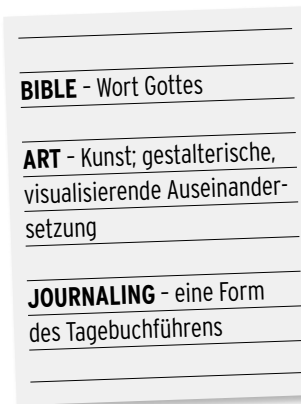 BIBLE – Wort Gottes
ART – Kunst; gestalterische,
visualisierende Auseinander-
setzung
JOURNALING – eine Form
des Tagebuchführens